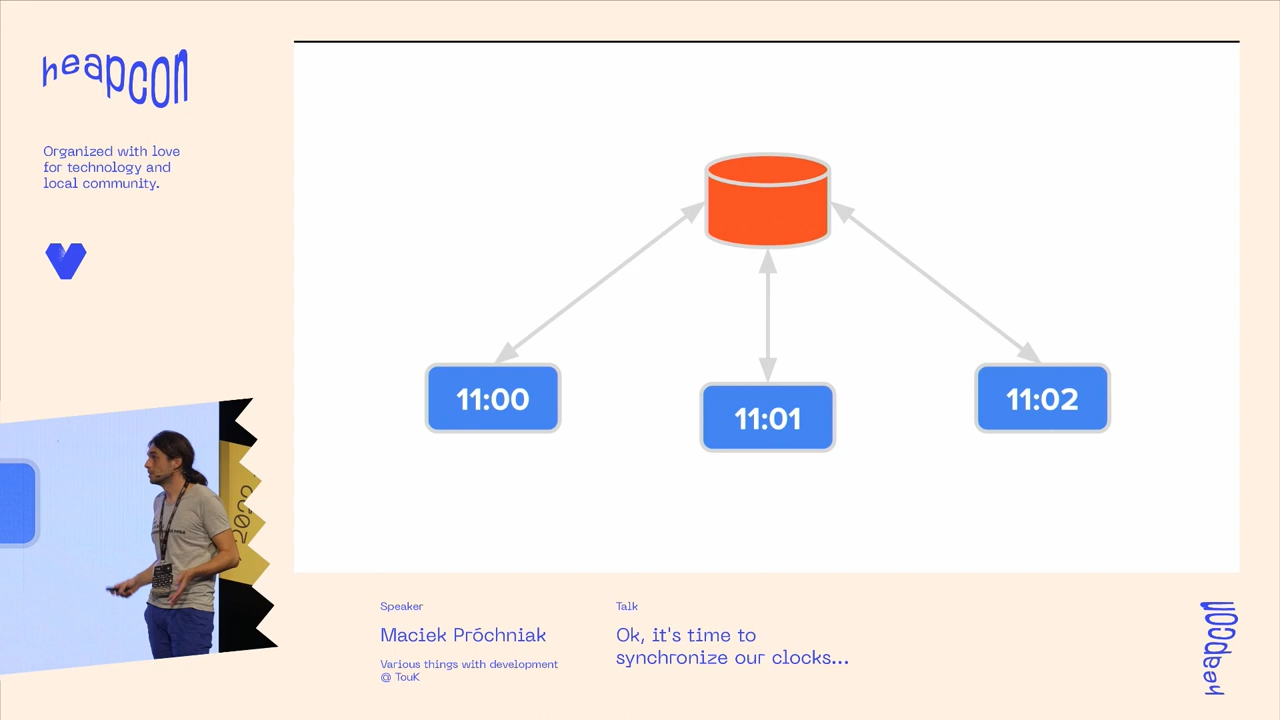 heapcon
Organized with love
for technology and
local community.
11:00
11:01
11:02
Speaker
Maciek Próchniak
Various things with development
@ TouK
Talk
Ok, it's time to
synchronize our clocks...
heapcon